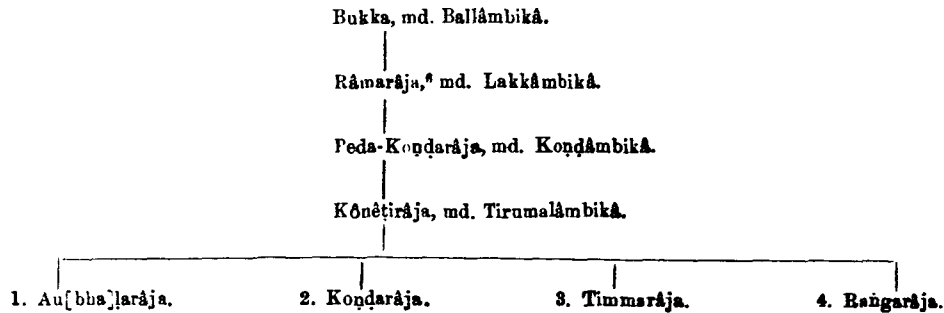 Bukka, md. Ballâmbikâ.
Râmarâja,⁶ md. Lakkâmbikâ.
Peda-Koṇḍarâja, md. Koṇḍâmbikâ.
Kônêṭirâja, md. Tirumalâmbikâ.
1. Au[bha]ḷarâja. 2. Koṇḍarâja. 3. Timmarâja. 4. Raṅgarâja.